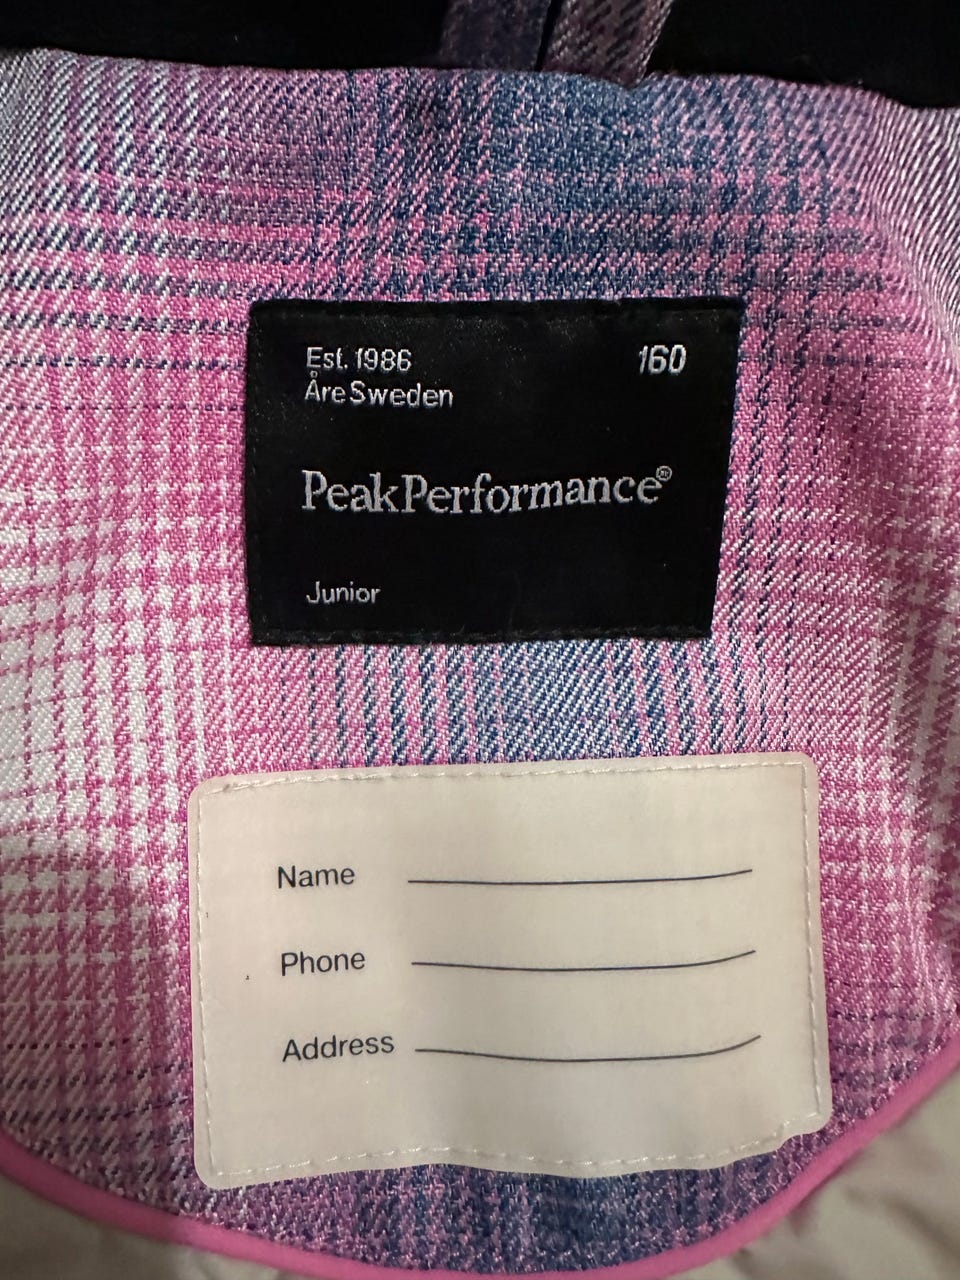 Est. 1986
160
Åre Sweden
PeakPerformance®
Junior
Name
Phone
Address